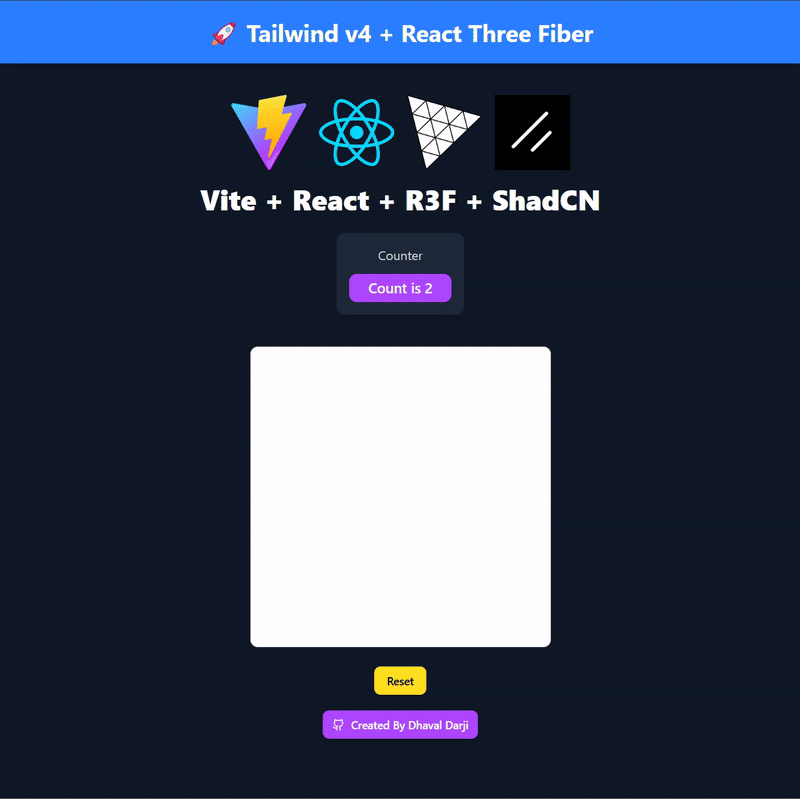 🚀 Tailwind v4 + React Three Fiber
Vite + React + R3F + ShadCN
Counter
Count is 2
Reset
Created By Dhaval Darji